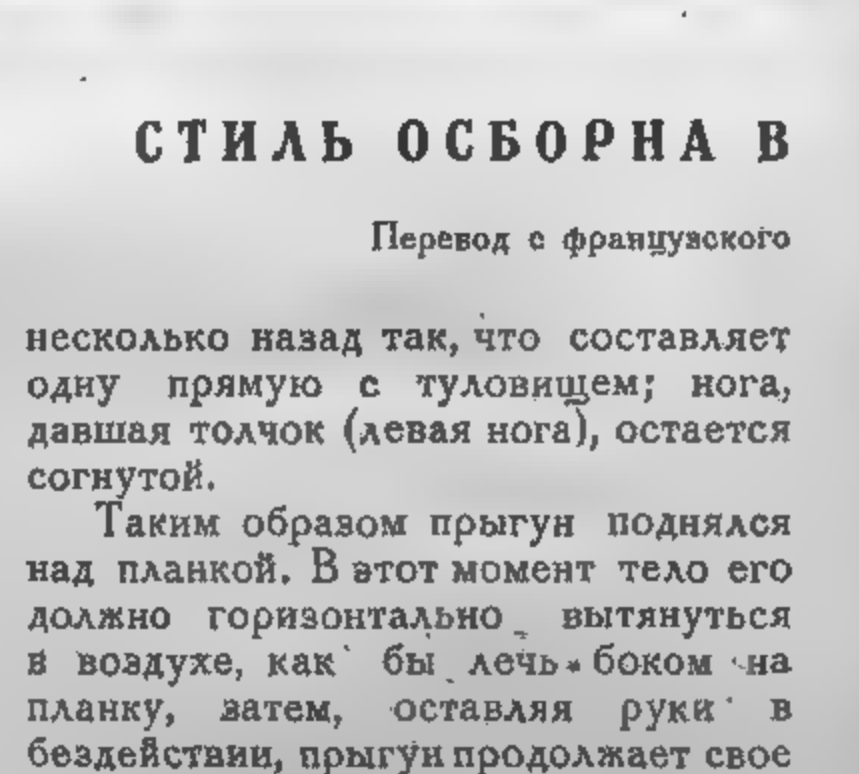 СТИЛЬ ОСБОРНА В
Перевод с французского
несколько назад так, что составляет
одну прямую с туловищем; нога,
давшая толчок (левая нога), остается
согнутой.
Таким образом прыгун поднялся
над планкой. В этот момент тело его
должно горизонтально вытянуться
в воздухе, как бы лечь боком на
планку, затем, оставляя руки в
бездействии, прыгун продолжает свое